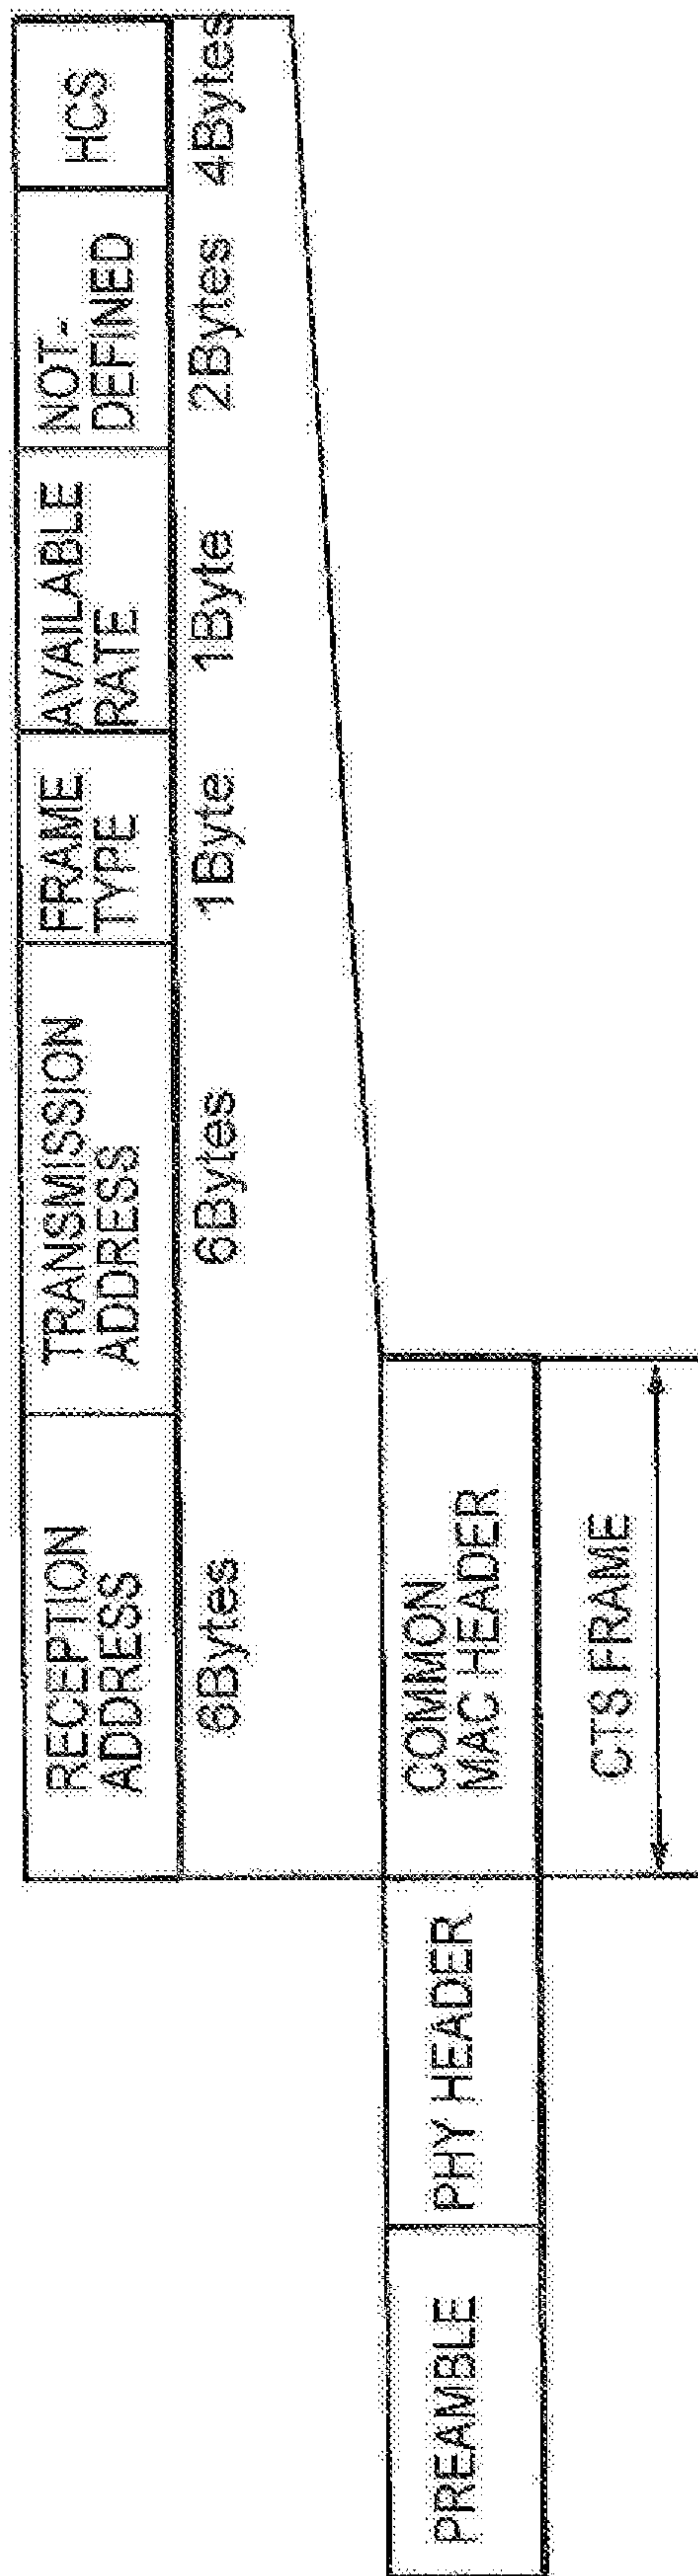 RECEPTION
ADDRESS
TRANSMISSION
ADDRESS
FRAME
TYPE
AVAILABLE
RATE
NOT-
DEFINED
HCS
6Bytes
6Bytes
1Byte
1Byte
2Bytes
4Bytes
PREAMBLE
PHY HEADER
COMMON
MAC HEADER
CTS FRAME